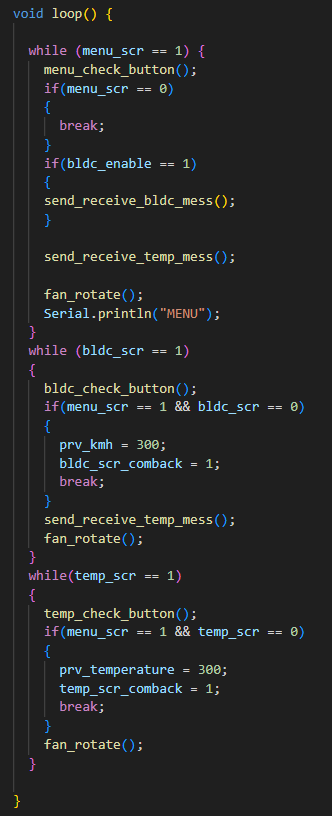 void loop() {
while (menu_scr == 1) {
menu_check_button();
if(menu_scr == 0)
{
break;
}
if(bldc_enable == 1)
{
send_receive_bldc_mess();
}
send_receive_temp_mess();
fan_rotate();
Serial.println("MENU");
}
while (bldc_scr == 1)
{
bldc_check_button();
if(menu_scr == 1 && bldc_scr == 0)
{
prv_kmh = 300;
bldc_scr_comback = 1;
break;
}
send_receive_temp_mess();
fan_rotate();
}
while(temp_scr == 1)
{
temp_check_button();
if(menu_scr == 1 && temp_scr == 0)
{
prv_temperature = 300;
temp_scr_comback = 1;
break;
}
fan_rotate();
}
}